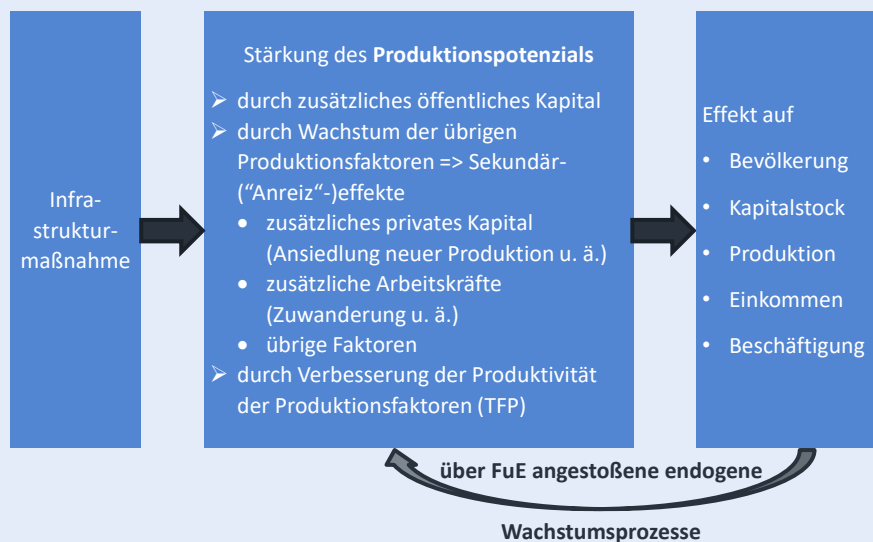 Infra-
struktur-
maßnahme
Stärkung des Produktionspotenzials
➢ durch zusätzliches öffentliches Kapital
➢ durch Wachstum der übrigen
Produktionsfaktoren => Sekundär-
(“Anreiz“-)effekte
• zusätzliches privates Kapital
(Ansiedlung neuer Produktion u. ä.)
• zusätzliche Arbeitskräfte
(Zuwanderung u. ä.)
• übrige Faktoren
➢ durch Verbesserung der Produktivität
der Produktionsfaktoren (TFP)
Effekt auf
• Bevölkerung
• Kapitalstock
• Produktion
• Einkommen
• Beschäftigung
über FuE angestoßene endogene
Wachstumsprozesse